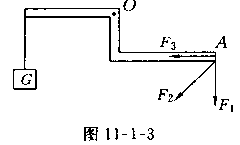 O
F₃ A
G
F₂
F₁
图 11-1-3